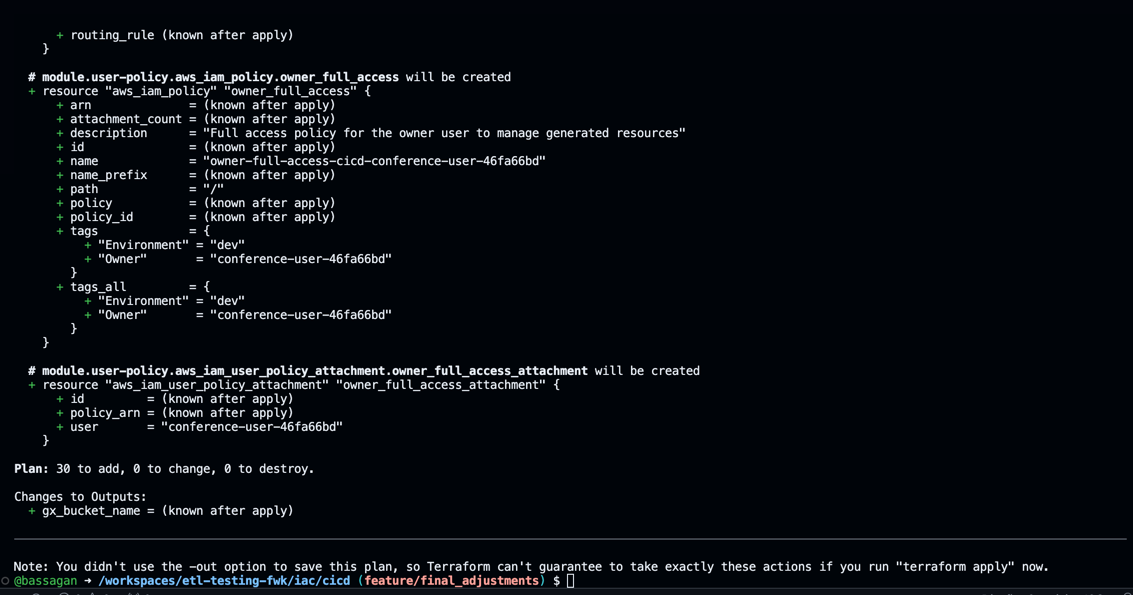 + routing_rule (known after apply)
}
# module.user-policy.aws_iam_policy.owner_full_access will be created
+ resource "aws_iam_policy" "owner_full_access" {
+ arn = (known after apply)
+ attachment_count = (known after apply)
+ description = "Full access policy for the owner user to manage generated resources"
+ id = (known after apply)
+ name = "owner-full-access-cicd-conference-user-46fa66bd"
+ name_prefix = (known after apply)
+ path = "/"
+ policy = (known after apply)
+ policy_id = (known after apply)
+ tags = {
+ "Environment" = "dev"
+ "Owner" = "conference-user-46fa66bd"
}
+ tags_all = {
+ "Environment" = "dev"
+ "Owner" = "conference-user-46fa66bd"
}
}
# module.user-policy.aws_iam_user_policy_attachment.owner_full_access_attachment will be created
+ resource "aws_iam_user_policy_attachment" "owner_full_access_attachment" {
+ id = (known after apply)
+ policy_arn = (known after apply)
+ user = "conference-user-46fa66bd"
}
Plan: 30 to add, 0 to change, 0 to destroy.
Changes to Outputs:
+ gx_bucket_name = (known after apply)
Note: You didn't use the -out option to save this plan, so Terraform can't guarantee to take exactly these actions if you run "terraform apply" now.
@bassagan → /workspaces/etl-testing-fwk/iac/cicd (feature/final_adjustments) $